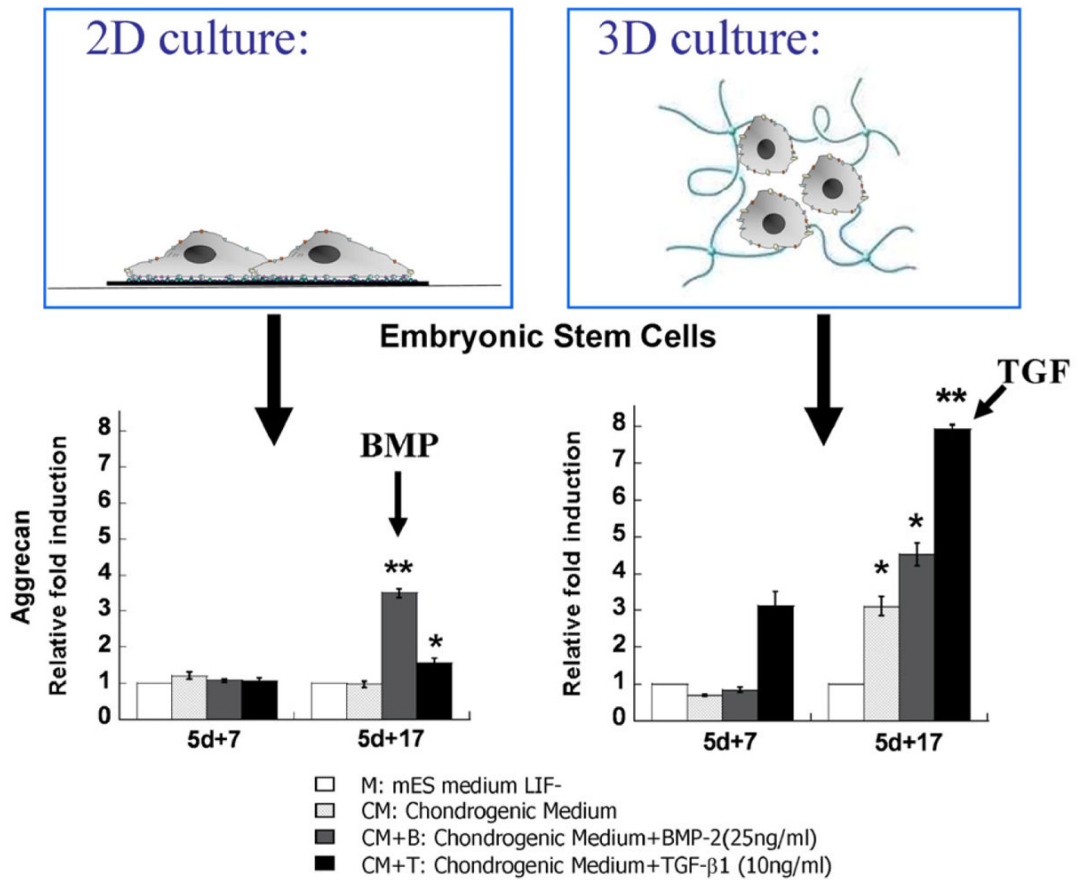 2D culture:
3D culture:
Embryonic Stem Cells
BMP
TGF
Aggrecan
Relative fold induction
8
7
6
5
4
3
2
1
0
**
*
5d+7
5d+17
Relative fold induction
8
7
6
5
4
3
2
1
0
*
*
**
5d+7
5d+17
M: mES medium LIF-
CM: Chondrogenic Medium
CM+B: Chondrogenic Medium+BMP-2(25ng/ml)
CM+T: Chondrogenic Medium+TGF-β1 (10ng/ml)